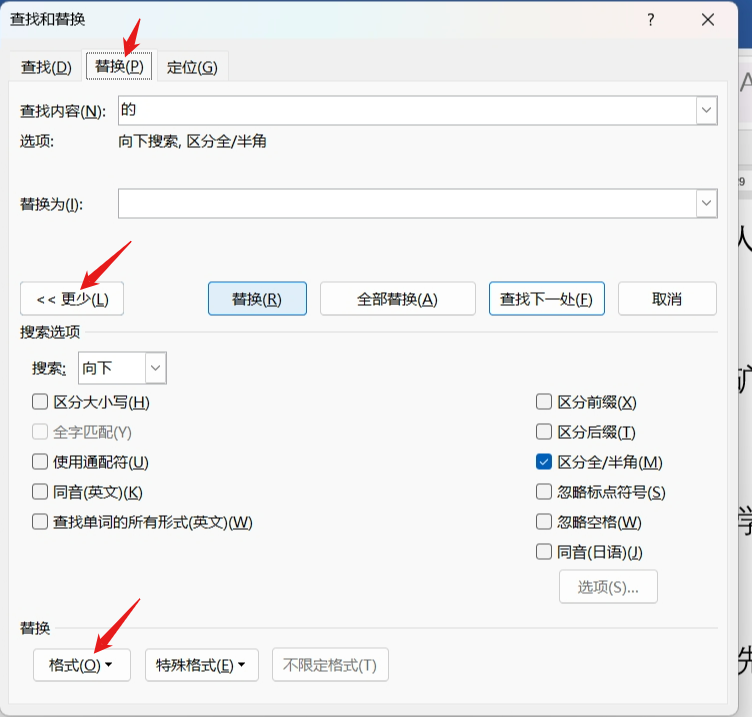 查找和替换 ?
查找(D) 替换(P) 定位(G)
查找内容(N): 的
选项: 向下搜索, 区分全/半角
替换为(I):
<< 更少(L) 替换(R) 全部替换(A) 查找下一处(F) 取消
搜索选项
搜索: 向下
区分大小写(H) 区分前缀(X)
全字匹配(Y) 区分后缀(T)
使用通配符(U) 区分全/半角(M)
同音(英文)(K) 忽略标点符号(S)
查找单词的所有形式(英文)(W) 忽略空格(W)
同音(日语)(J)
选项(S)...
替换
格式(O) 特殊格式(E) 不限定格式(T)